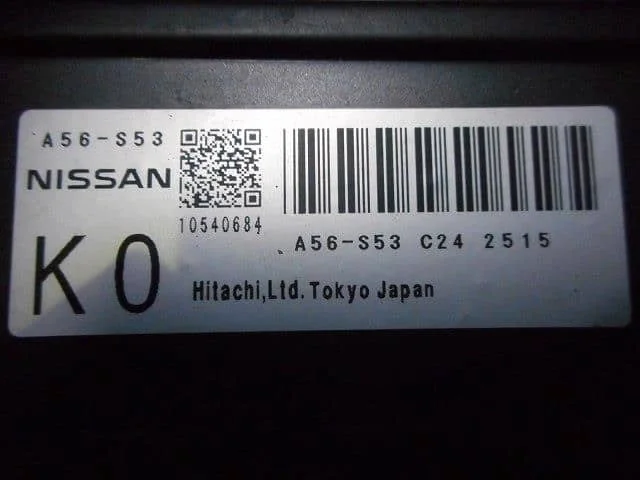 A56-S53
NISSAN
10540684
K0
A56-S53 C24 2515
Hitachi,Ltd. Tokyo Japan